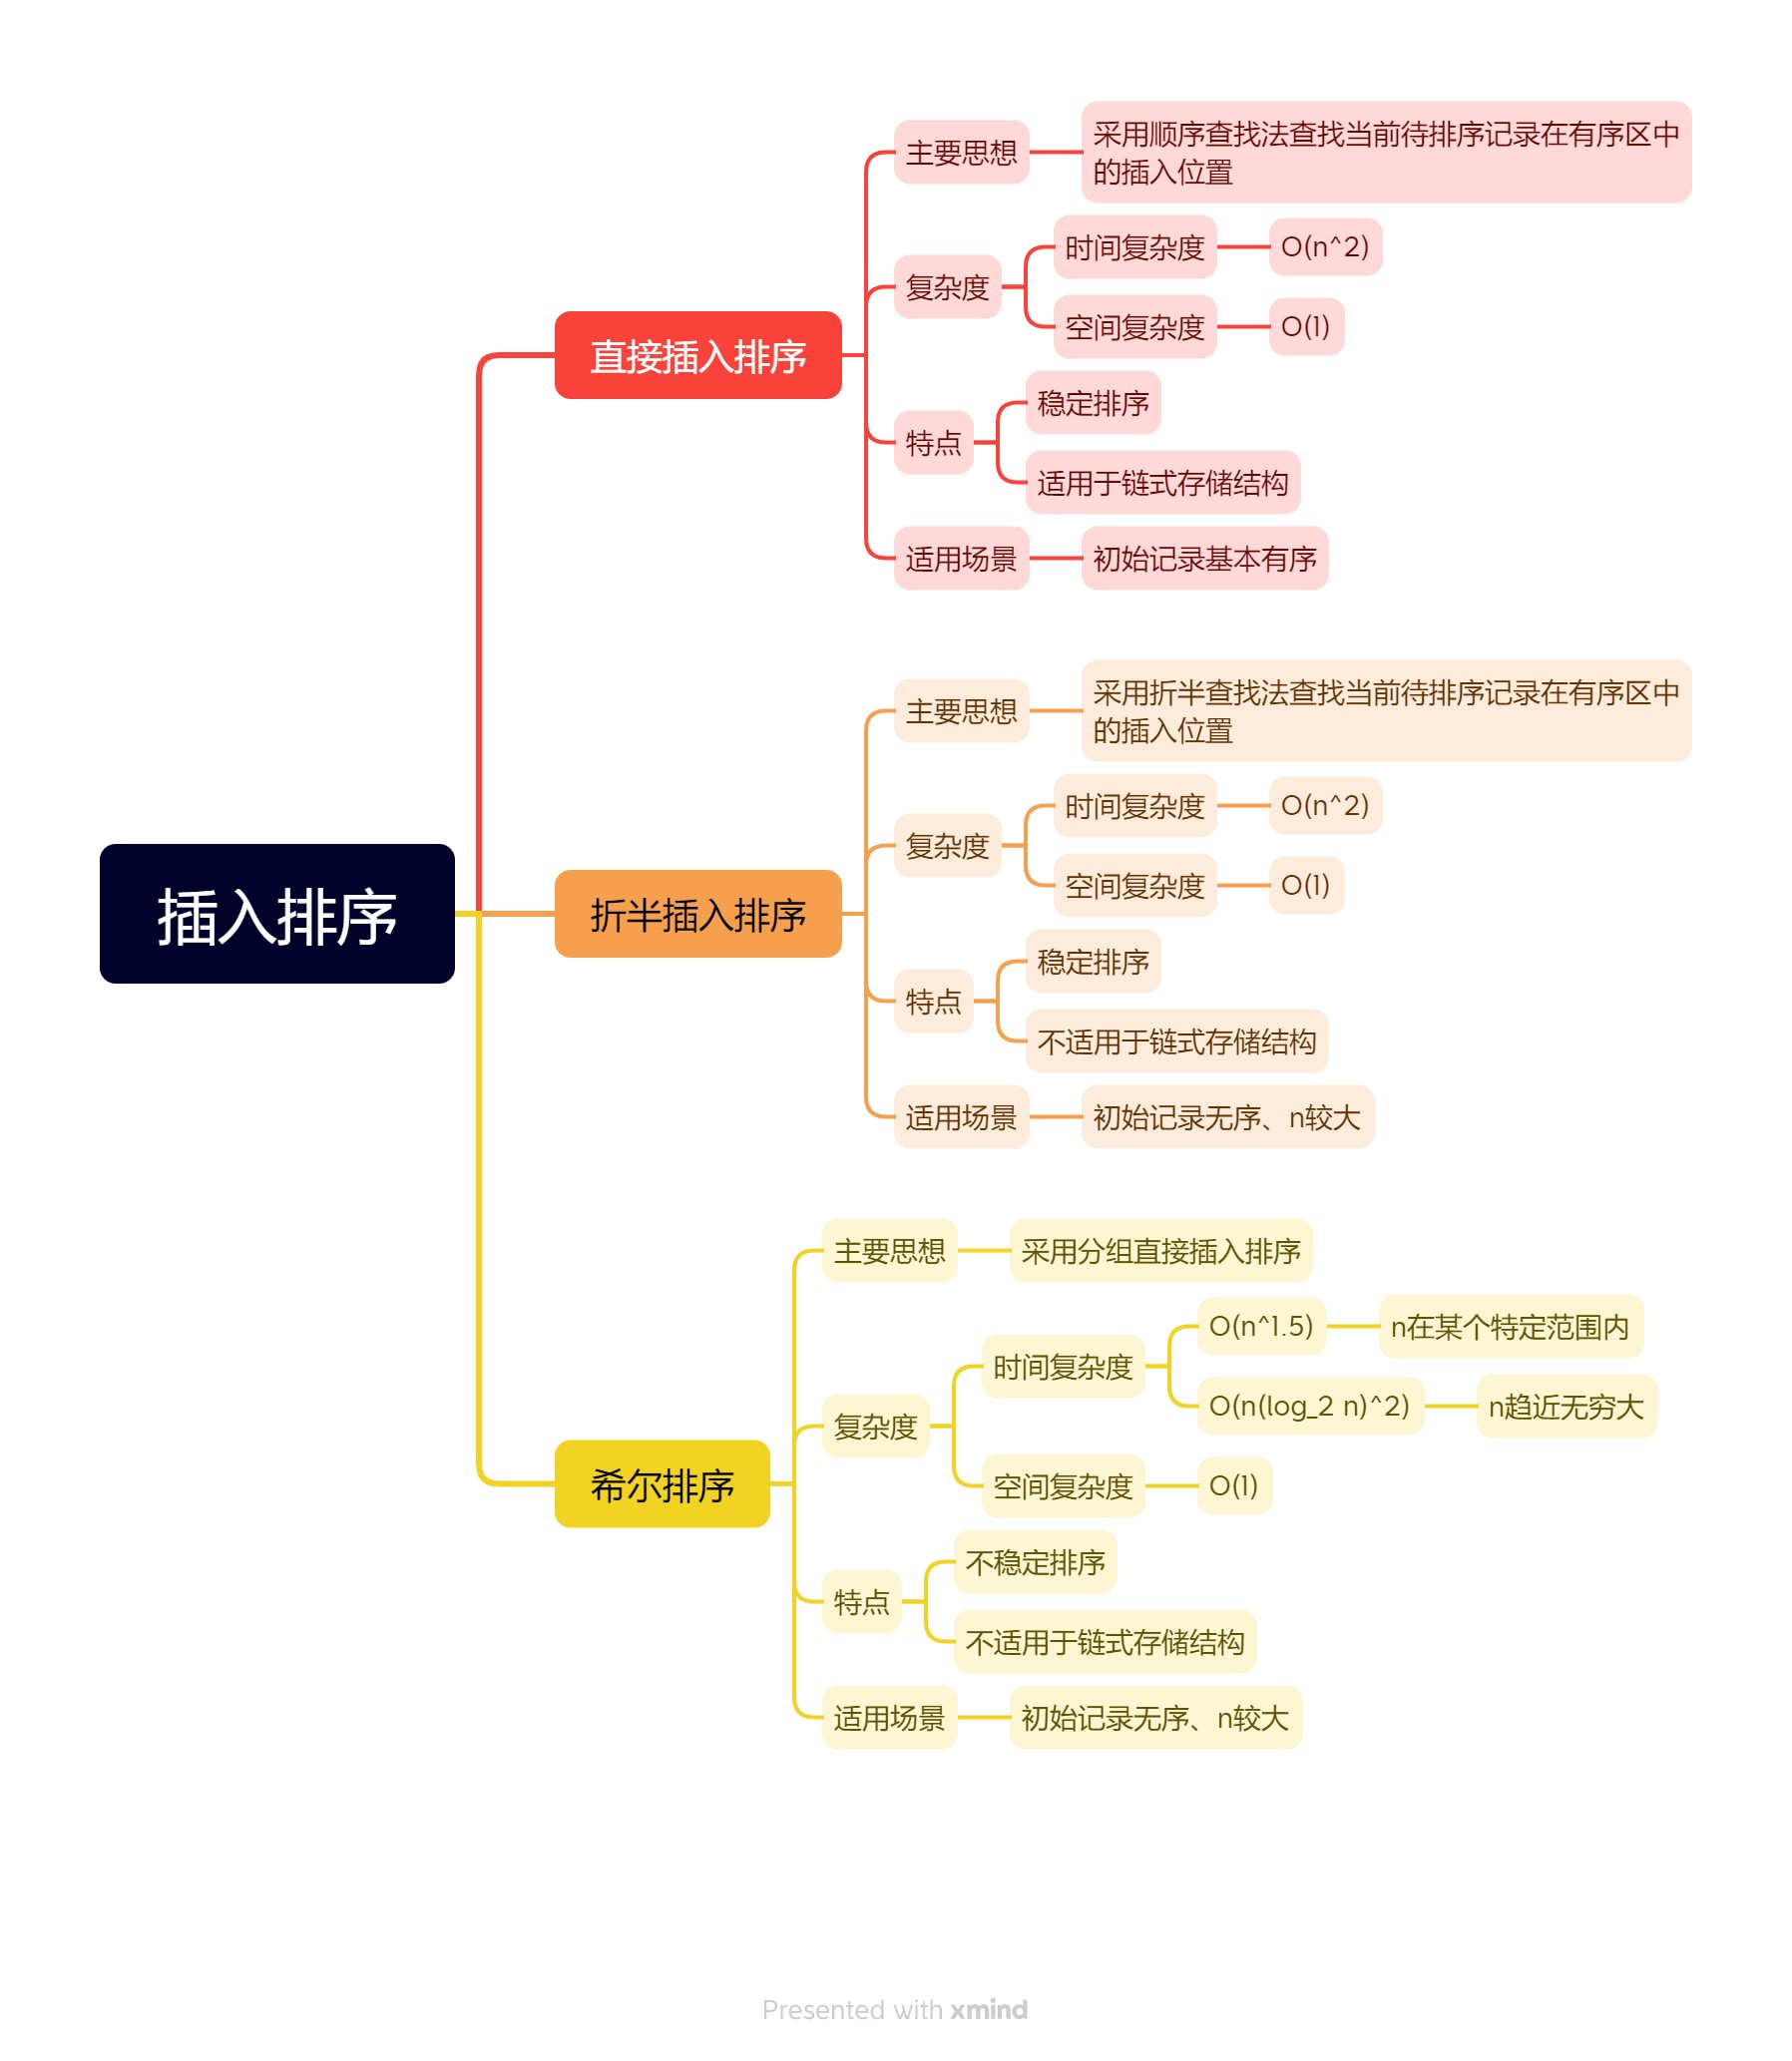 插入排序
直接插入排序
主要思想
采用顺序查找法查找当前待排序记录在有序区中
的插入位置
复杂度
时间复杂度
O(n^2)
空间复杂度
O(1)
特点
稳定排序
适用于链式存储结构
适用场景
初始记录基本有序
折半插入排序
主要思想
采用折半查找法查找当前待排序记录在有序区中
的插入位置
复杂度
时间复杂度
O(n^2)
空间复杂度
O(1)
特点
稳定排序
不适用于链式存储结构
适用场景
初始记录无序、n较大
希尔排序
主要思想
采用分组直接插入排序
复杂度
时间复杂度
O(n^1.5)
n在某个特定范围内
O(n(log_2 n)^2)
n趋近无穷大
空间复杂度
O(1)
特点
不稳定排序
不适用于链式存储结构
适用场景
初始记录无序、n较大
Presented with xmind